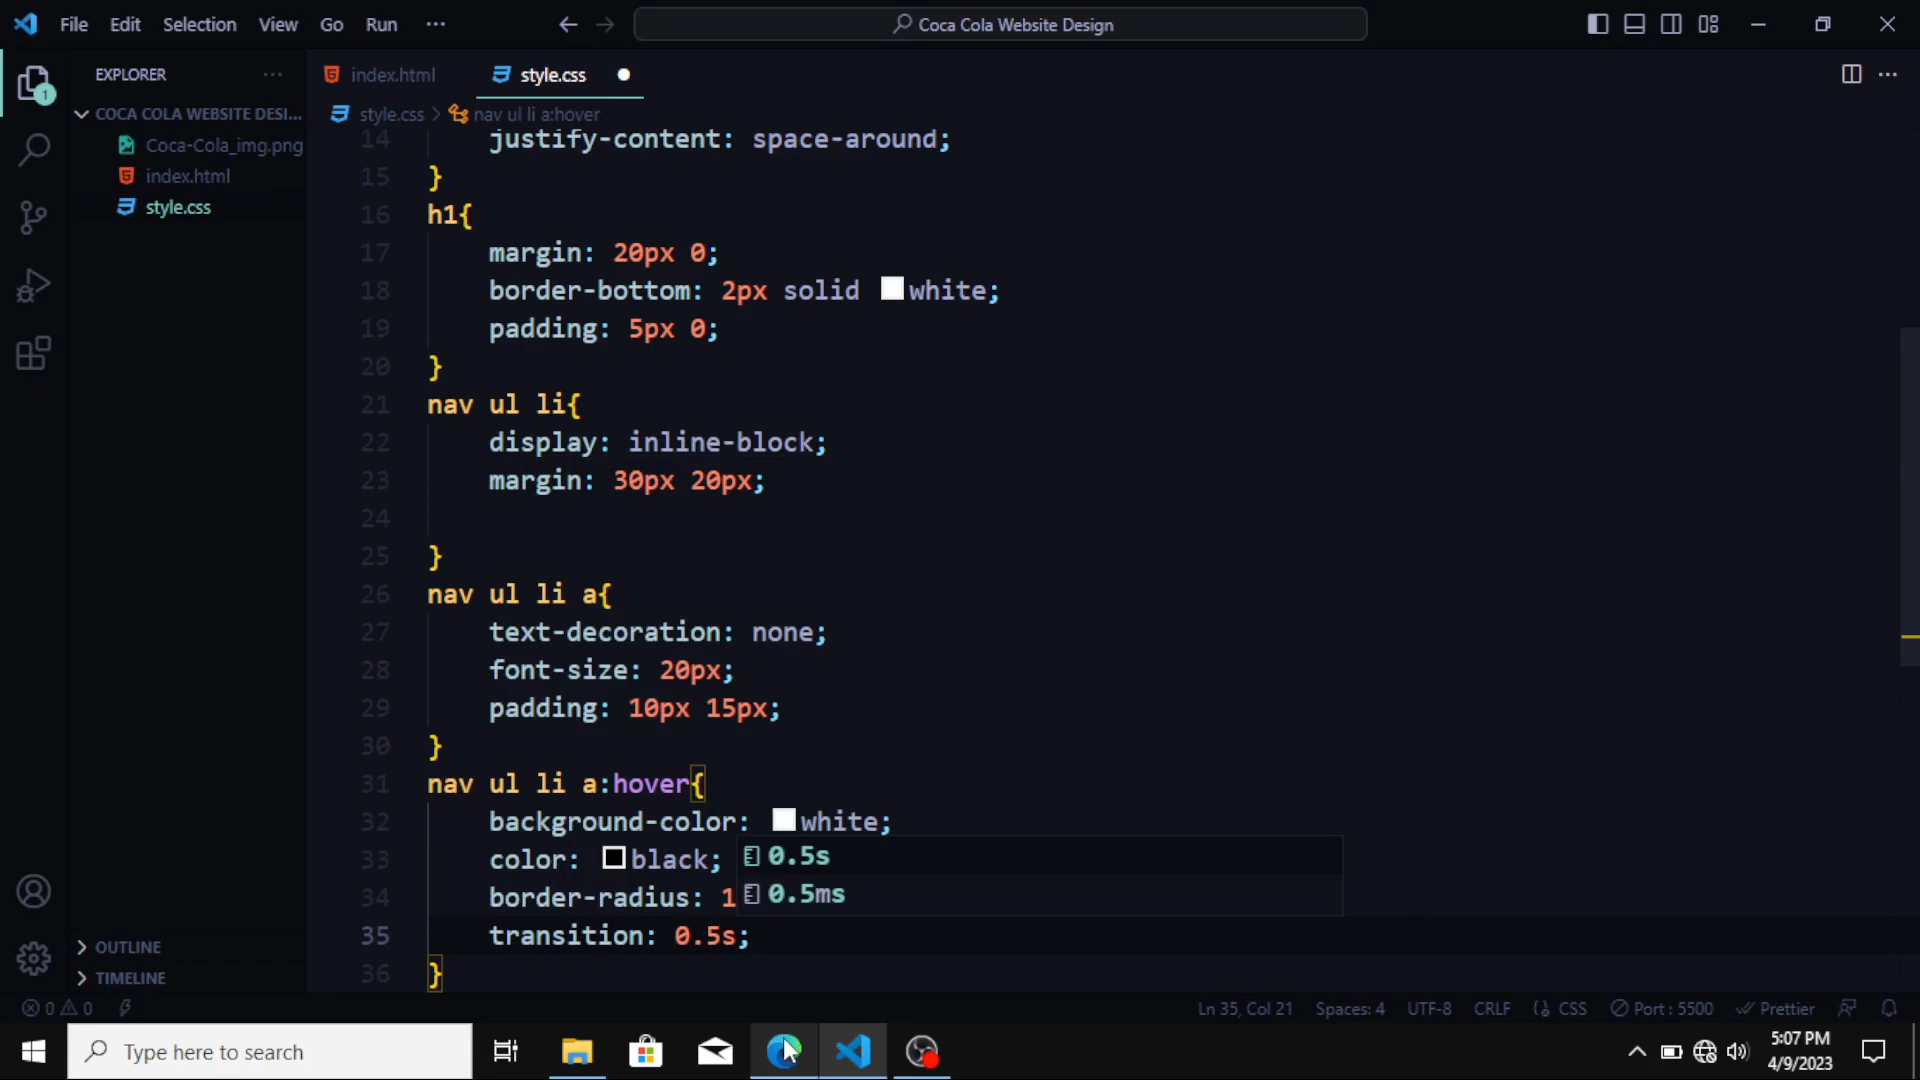 File Edit Selection View Go Run ...
Coca Cola Website Design
EXPLORER ...
index.html
style.css
...
COCA COLA WEBSITE DESI...
style.css > nav ul li a:hover
1
Coca-Cola_img.png
index.html
style.css
14 justify-content: space-around;
15 }
16 h1{
17 margin: 20px 0;
18 border-bottom: 2px solid white;
19 padding: 5px 0;
20 }
21 nav ul li{
22 display: inline-block;
23 margin: 30px 20px;
24
25 }
26 nav ul li a{
27 text-decoration: none;
28 font-size: 20px;
29 padding: 10px 15px;
30 }
31 nav ul li a:hover{
32 background-color: white;
33 color: black;
0.5s
34 border-radius: 1
0.5ms
35 transition: 0.5s;
36 }
OUTLINE
TIMELINE
0 0
Ln 35, Col 21 Spaces: 4 UTF-8 CRLF CSS Port : 5500 Prettier
Type here to search
5:07 PM
4/9/2023